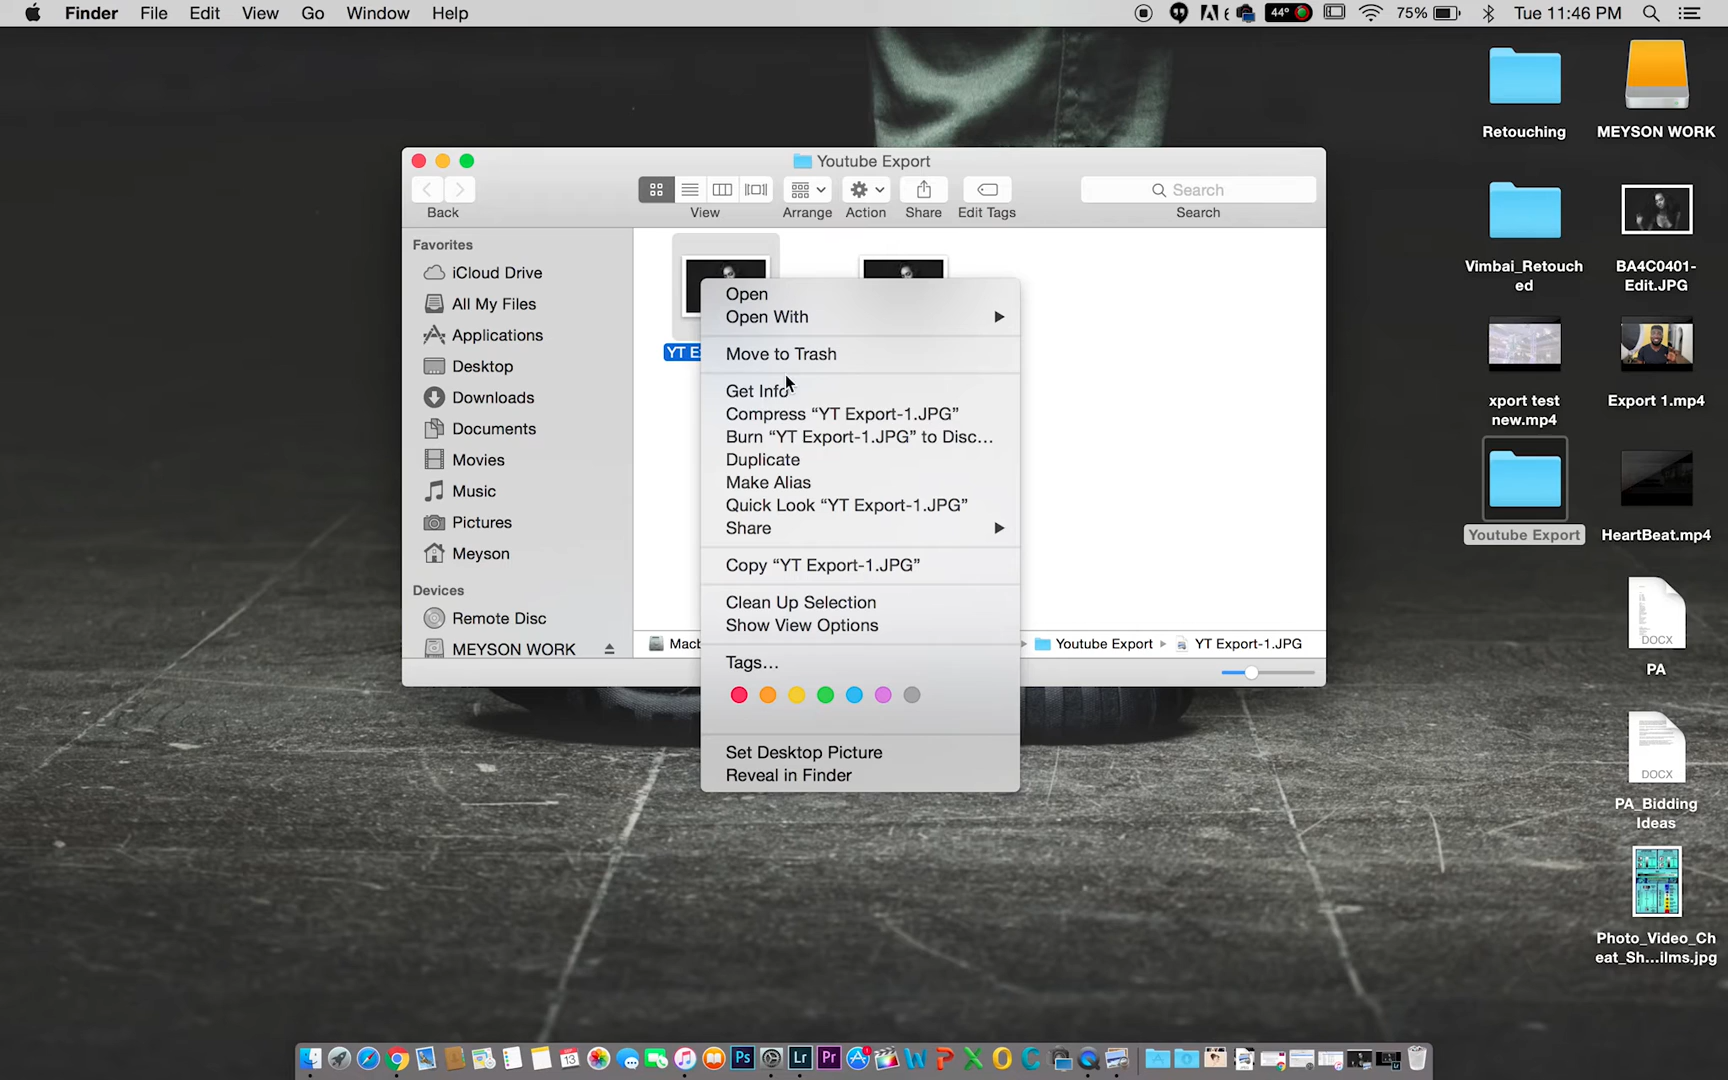 Finder File Edit View Go Window Help
6 44° 75% Tue 11:46 PM
Youtube Export
Back View Arrange Action Share Edit Tags Search
Search
Favorites
iCloud Drive
All My Files
Applications
Desktop
Downloads
Documents
Movies
Music
Pictures
Meyson
Devices
Remote Disc
MEYSON WORK
YT E
Open
Open With
Move to Trash
Get Info
Compress “YT Export-1.JPG”
Burn “YT Export-1.JPG” to Disc...
Duplicate
Make Alias
Quick Look “YT Export-1.JPG”
Share
Copy “YT Export-1.JPG”
Clean Up Selection
Show View Options
Tags...
Set Desktop Picture
Reveal in Finder
Macb Youtube Export YT Export-1.JPG
Retouching
MEYSON WORK
Vimbai_Retouch
ed
BA4C0401-
Edit.JPG
xport test
new.mp4
Export 1.mp4
Youtube Export
HeartBeat.mp4
DOCX
PA
DOCX
PA_Bidding
Ideas
Photo_Video_Ch
eat_Sh...ilms.jpg
13 Ps Lr Pr